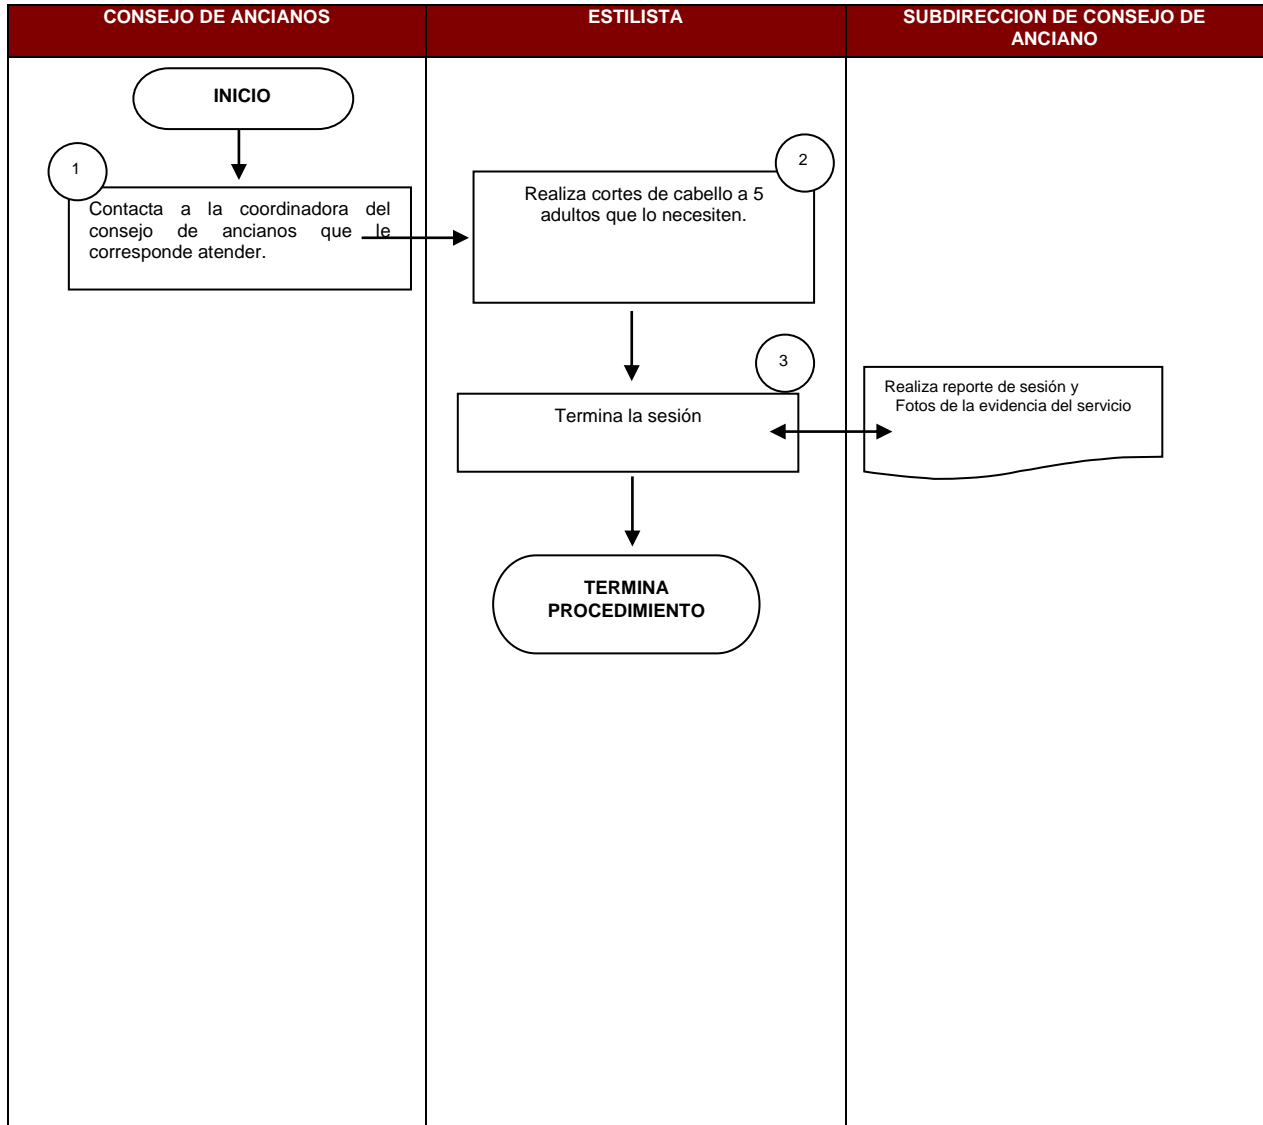 CONSEJO DE ANCIANOS
ESTILISTA
SUBDIRECCION DE CONSEJO DE
ANCIANO
INICIO
1
Contacta a la coordinadora del
consejo de ancianos que le
corresponde atender.
2
Realiza cortes de cabello a 5
adultos que lo necesiten.
3
Termina la sesión
Realiza reporte de sesión y
Fotos de la evidencia del servicio
TERMINA
PROCEDIMIENTO